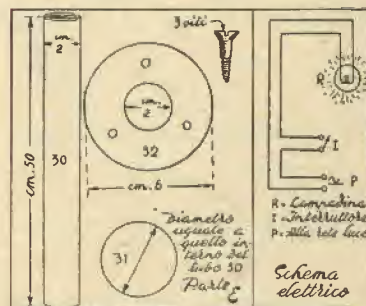 cm.
2
cm. 50
30
3 viti
cm.
2
32
cm. 6
31
Diametro
uguale a
quello in=
terno del
tubo 30
Parte E
R
I
P
R = Lampadina
I = Interruttore
P = Alla rete luce
Schema
elettrico